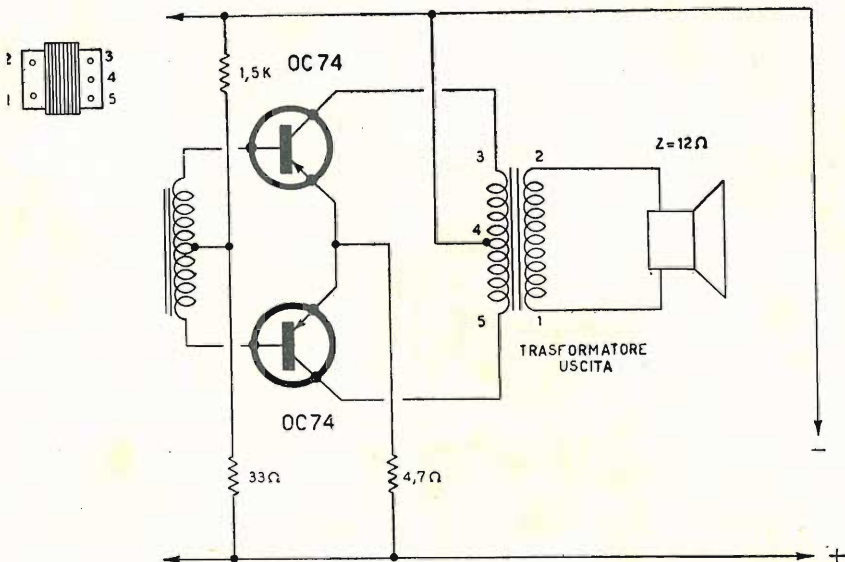 2
3
4
1
5
1,5K
OC74
3
2
Z=12Ω
4
5
1
TRASFORMATORE
USCITA
OC74
33Ω
4,7Ω
−
+